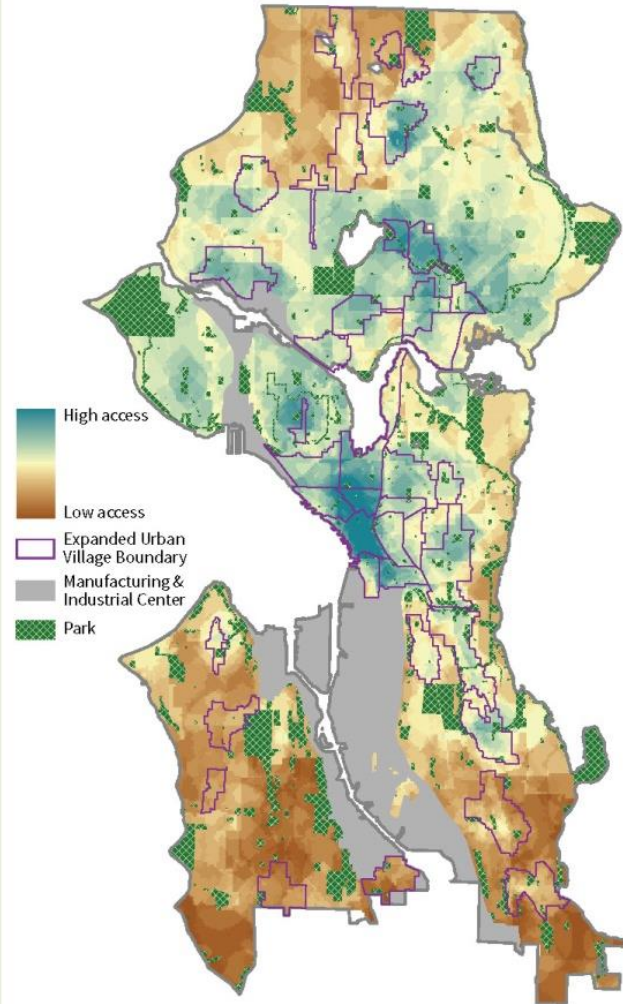 High access
Low access
Expanded Urban
Village Boundary
Manufacturing &
Industrial Center
Park